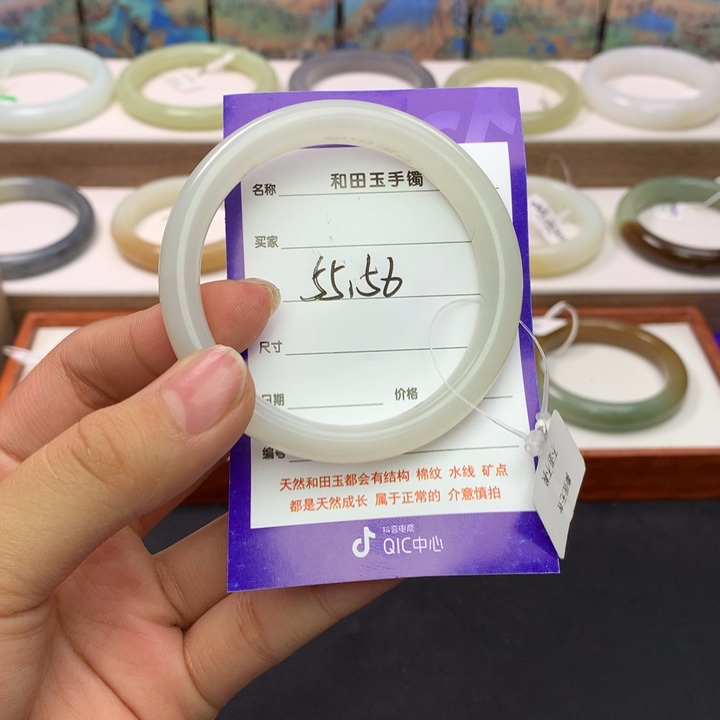 名称 和田玉手镯
买家
55.156
尺寸
日期 价格
编号
天然和田玉都会有结构 棉纹 水线 矿点
都是天然成长 属于正常的 介意慎拍
抖音电商
QIC中心